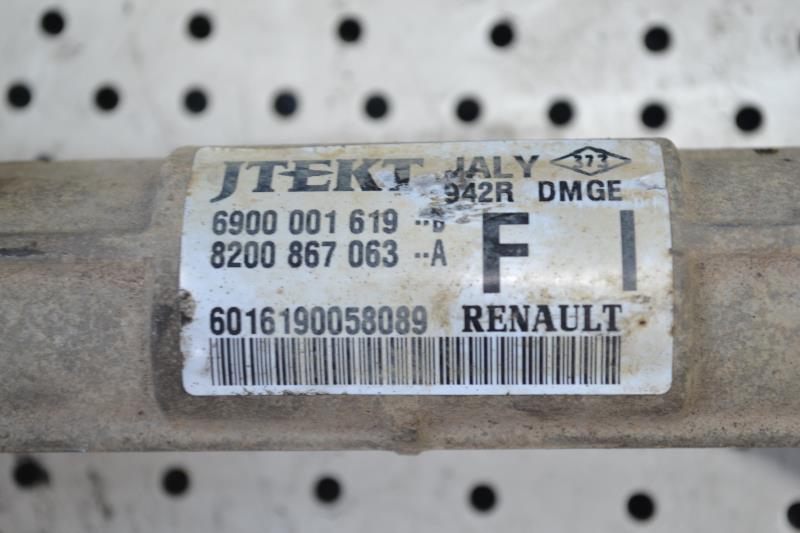 JTEKT JALY 373
942R DMGE
6900 001 619 --B
8200 867 063 --A
F I
6016190058089 RENAULT